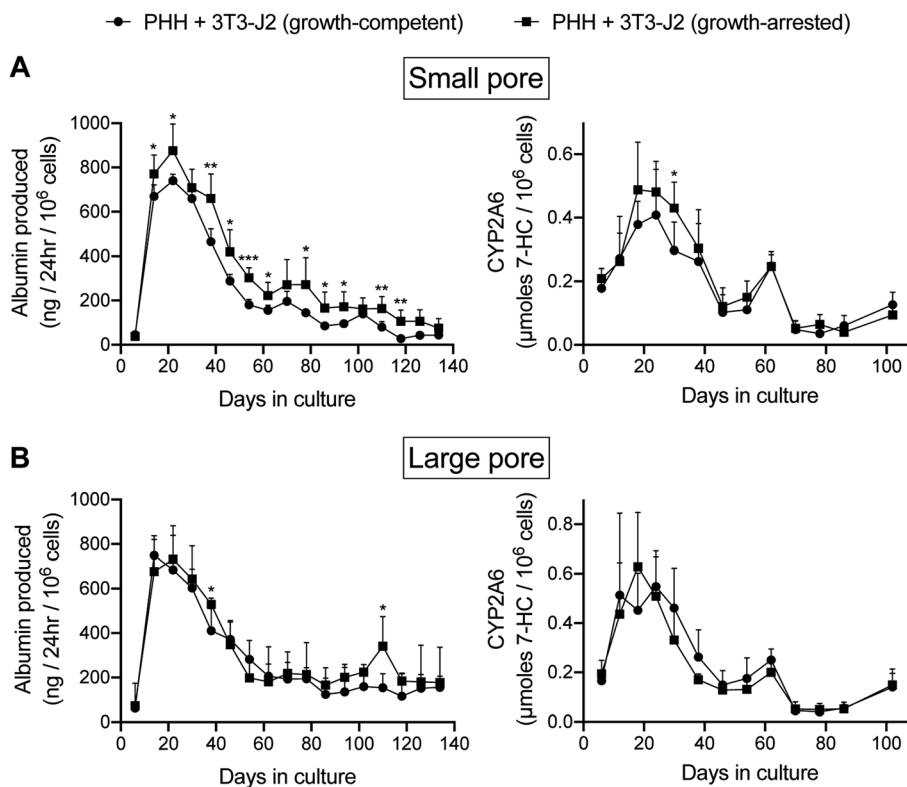 PHH + 3T3-J2 (growth-competent) PHH + 3T3-J2 (growth-arrested)
A
Small pore
Albumin produced
(ng / 24hr / 10⁶ cells)
1000
800
600
400
200
0
* * ** * *** * * * * ** **
0 20 40 60 80 100 120 140
Days in culture
CYP2A6
(μmoles 7-HC / 10⁶ cells)
0.6
0.4
0.2
0.0
*
0 20 40 60 80 100
Days in culture
B
Large pore
Albumin produced
(ng / 24hr / 10⁶ cells)
1000
800
600
400
200
0
* *
0 20 40 60 80 100 120 140
Days in culture
CYP2A6
(μmoles 7-HC / 10⁶ cells)
0.8
0.6
0.4
0.2
0.0
0 20 40 60 80 100
Days in culture